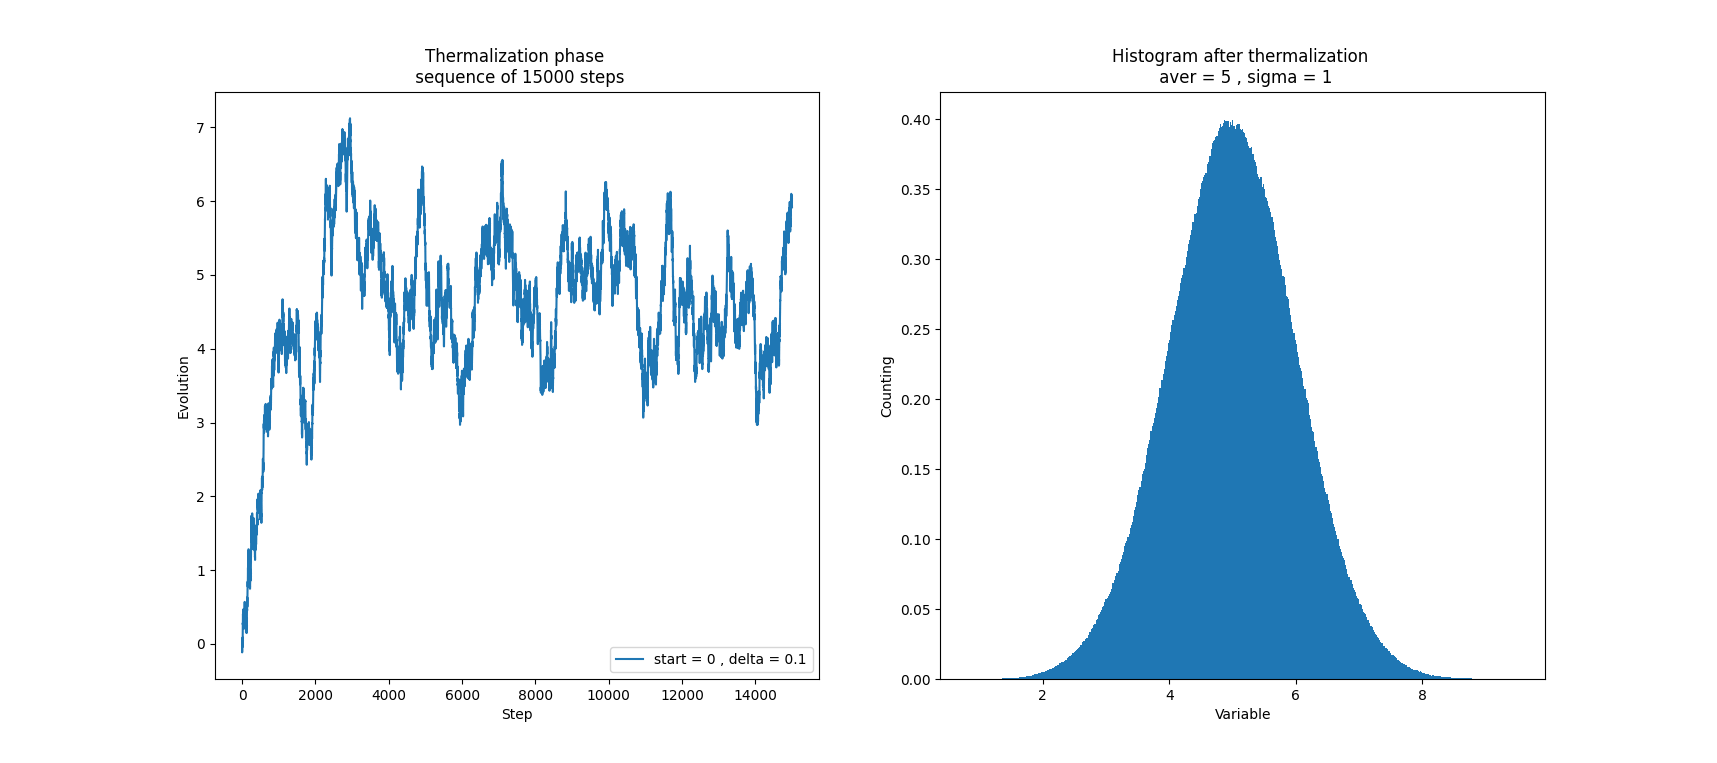 Thermalization phase
sequence of 15000 steps
Evolution
7
6
5
4
3
2
1
0
start = 0 , delta = 0.1
0 2000 4000 6000 8000 10000 12000 14000
Step
Histogram after thermalization
aver = 5 , sigma = 1
Counting
0.40
0.35
0.30
0.25
0.20
0.15
0.10
0.05
0.00
2 4 6 8
Variable